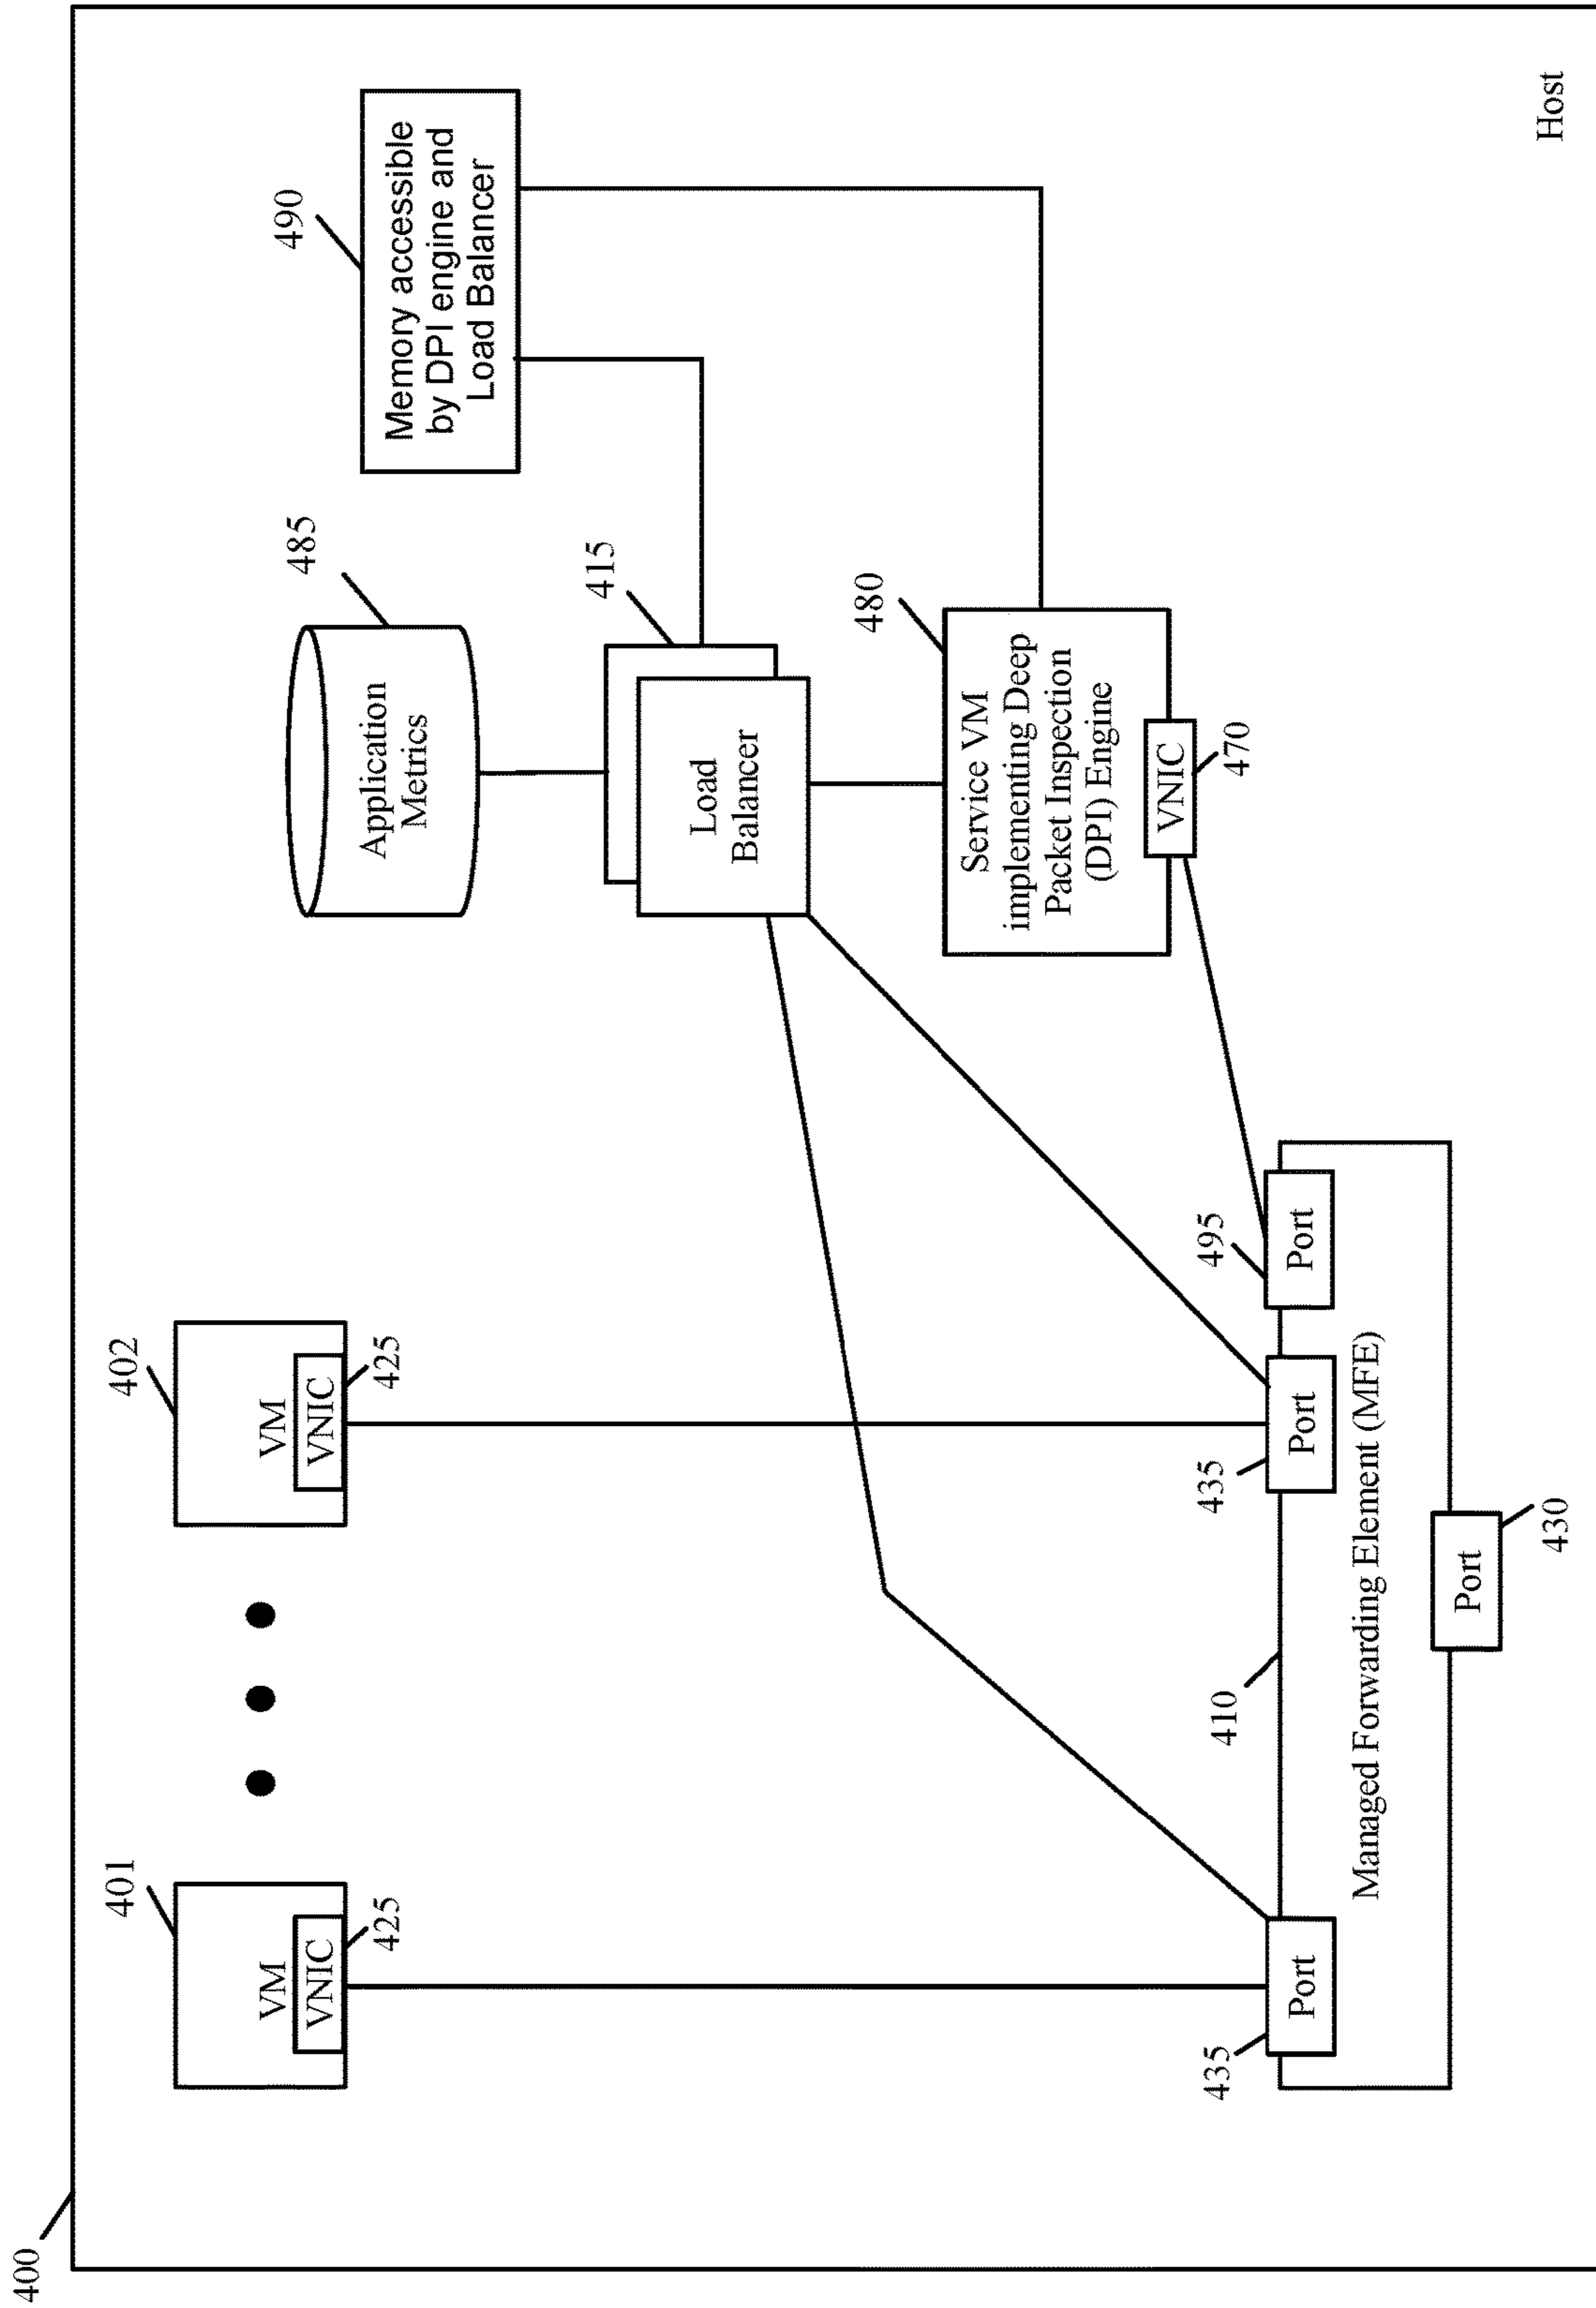 400
401
VM
VNIC
425
402
VM
VNIC
425
485
Application
Metrics
490
Memory accessible
by DPI engine and
Load Balancer
415
Load
Balancer
480
Service VM
implementing Deep
Packet Inspection
(DPI) Engine
VNIC
470
435
Port
410
435
Port
495
Port
Managed Forwarding Element (MFE)
Port
430
Host